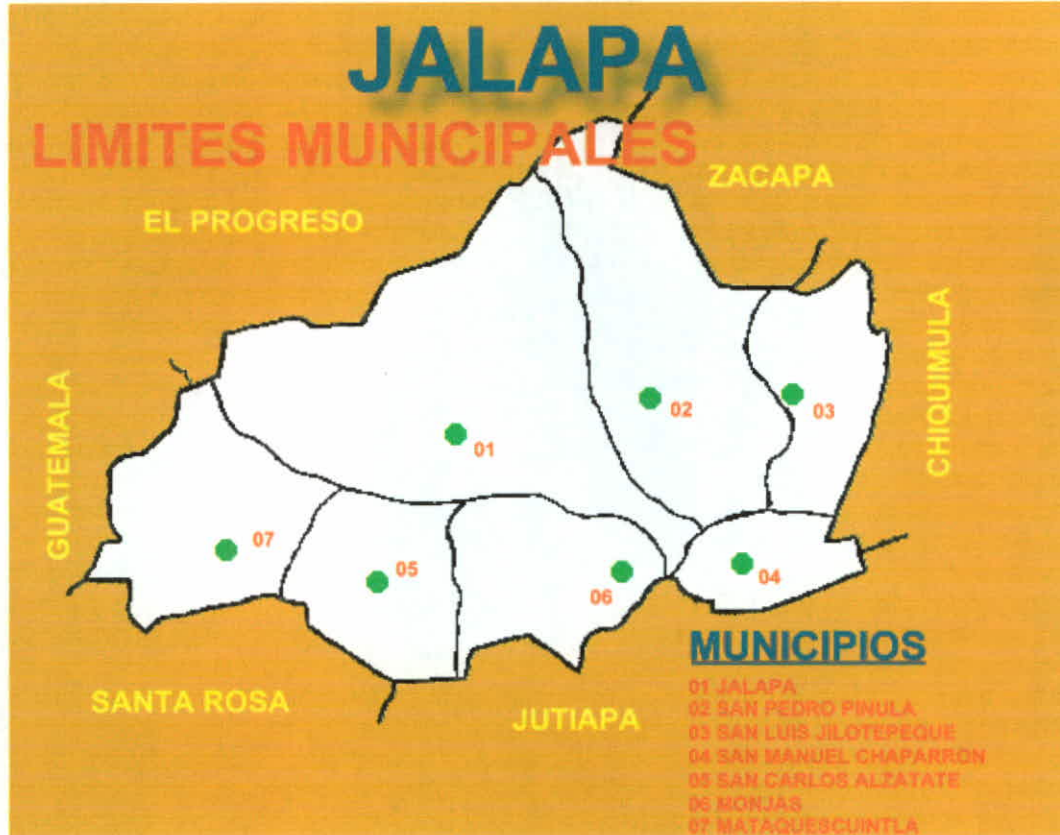 JALAPA
LIMITES MUNICIPALES
ZACAPA
EL PROGRESO
CHIQUIMULA
GUATEMALA
02
03
01
07
05
06
04
SANTA ROSA
JUTIAPA
MUNICIPIOS
01 JALAPA
02 SAN PEDRO PINULA
03 SAN LUIS JILOTEPEQUE
04 SAN MANUEL CHAPARRON
05 SAN CARLOS ALZATATE
06 MONJAS
07 MATAQUESCUINTLA